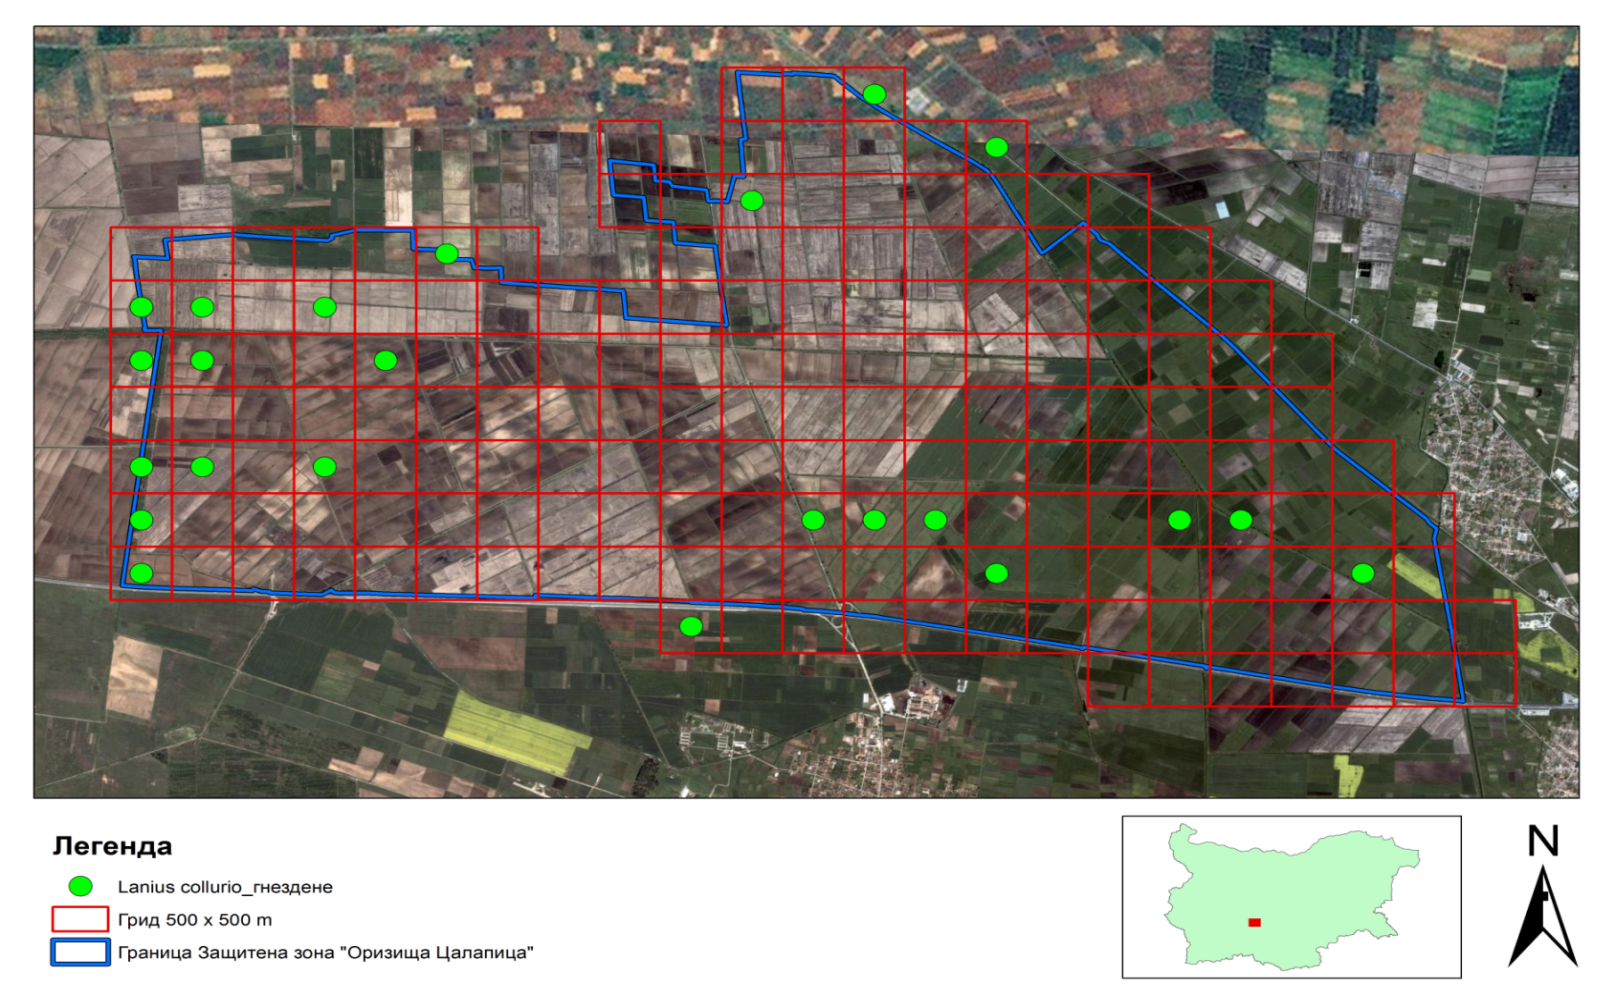 Легенда
Lanius collurio_гнездене
Грид 500 x 500 m
Граница Защитена зона "Оризища Цалапица"
N